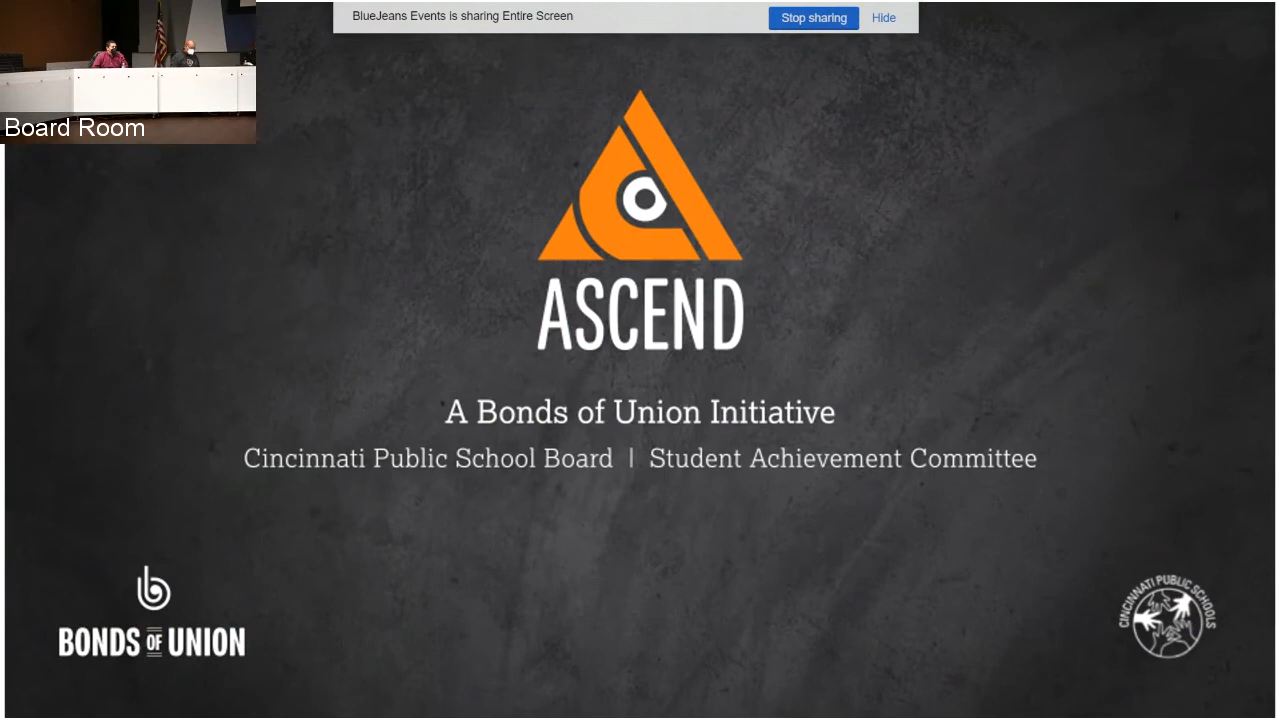 BlueJeans Events is sharing Entire Screen
Stop sharing
Hide
Board Room
ASCEND
A Bonds of Union Initiative
Cincinnati Public School Board | Student Achievement Committee
BONDS OF UNION
CINCINNATI PUBLIC SCHOOLS